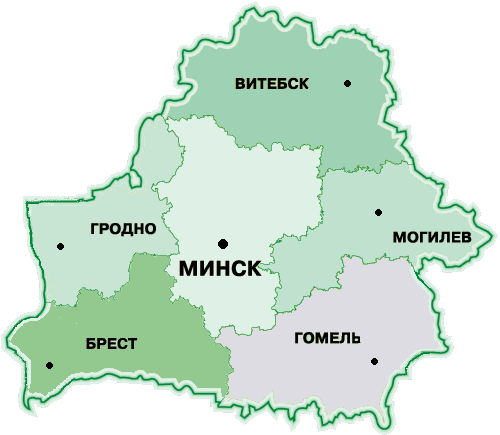 ВИТЕБСК
ГРОДНО
МОГИЛЕВ
МИНСК
БРЕСТ
ГОМЕЛЬ